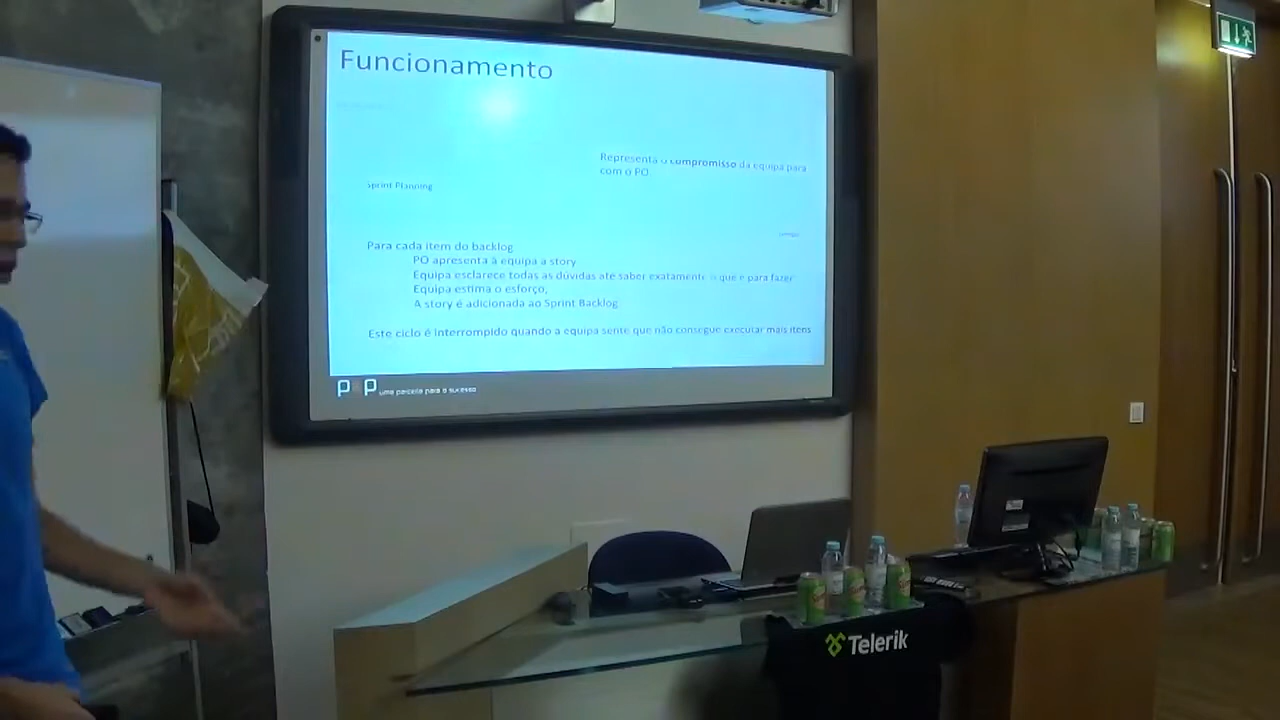 Funcionamento
Representa o compromisso da equipa para
com o PO
Sprint Planning
Para cada item do backlog
PO apresenta à equipa a story
Equipa esclarece todas as dúvidas até saber exatamente o que é para fazer
Equipa estima o esforço,
A story é adicionada ao Sprint Backlog
Este ciclo é interrompido quando a equipa sente que não consegue executar mais itens
uma parceria para o sucesso
Telerik